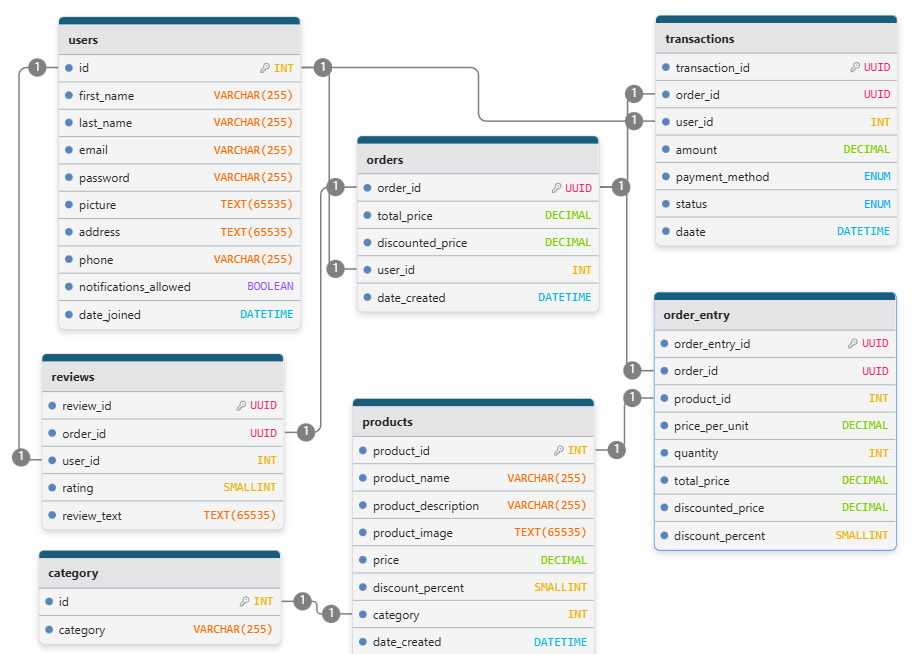 users
id INT
first_name VARCHAR(255)
last_name VARCHAR(255)
email VARCHAR(255)
password VARCHAR(255)
picture TEXT(65535)
address TEXT(65535)
phone VARCHAR(255)
notifications_allowed BOOLEAN
date_joined DATETIME
1
1
orders
order_id UUID
total_price DECIMAL
discounted_price DECIMAL
user_id INT
date_created DATETIME
1
1
1
transactions
transaction_id UUID
order_id UUID
user_id INT
amount DECIMAL
payment_method ENUM
status ENUM
daate DATETIME
1
1
reviews
review_id UUID
order_id UUID
user_id INT
rating SMALLINT
review_text TEXT(65535)
1
1
products
product_id INT
product_name VARCHAR(255)
product_description VARCHAR(255)
product_image TEXT(65535)
price DECIMAL
discount_percent SMALLINT
category INT
date_created DATETIME
1
1
order_entry
order_entry_id UUID
order_id UUID
product_id INT
price_per_unit DECIMAL
quantity INT
total_price DECIMAL
discounted_price DECIMAL
discount_percent SMALLINT
1
1
category
id INT
category VARCHAR(255)
1